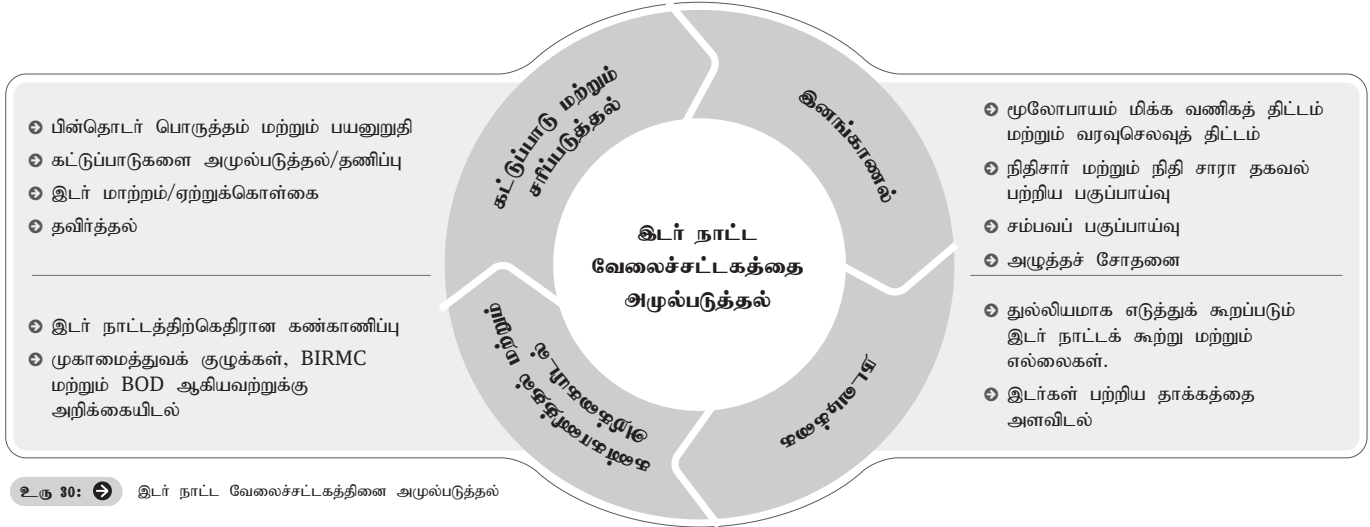 கட்டுப்பாடு மற்றும்
சரிப்படுத்தல்
இனங்காணல்
பின்தொடர் பொருத்தம் மற்றும் பயனுறுதி
கட்டுப்பாடுகளை அமுல்படுத்தல்/தணிப்பு
இடர் மாற்றம்/ஏற்றுக்கொள்கை
தவிர்த்தல்
மூலோபாயம் மிக்க வணிகத் திட்டம்
மற்றும் வரவுசெலவுத் திட்டம்
நிதிசார் மற்றும் நிதி சாரா தகவல்
பற்றிய பகுப்பாய்வு
சம்பவப் பகுப்பாய்வு
அழுத்தச் சோதனை
இடர் நாட்ட
வேலைச்சட்டகத்தை
அமுல்படுத்தல்
இடர் நாட்டத்திற்கெதிரான கண்காணிப்பு
முகாமைத்துவக் குழுக்கள், BIRMC
மற்றும் BOD ஆகியவற்றுக்கு
அறிக்கையிடல்
துல்லியமாக எடுத்துக் கூறப்படும்
இடர் நாட்டக் கூற்று மற்றும்
எல்லைகள்.
இடர்கள் பற்றிய தாக்கத்தை
அளவிடல்
கண்காணித்தல் மற்றும்
அறிக்கையிடல்
நடவடிக்கை
உரு 30: இடர் நாட்ட வேலைச்சட்டகத்தினை அமுல்படுத்தல்